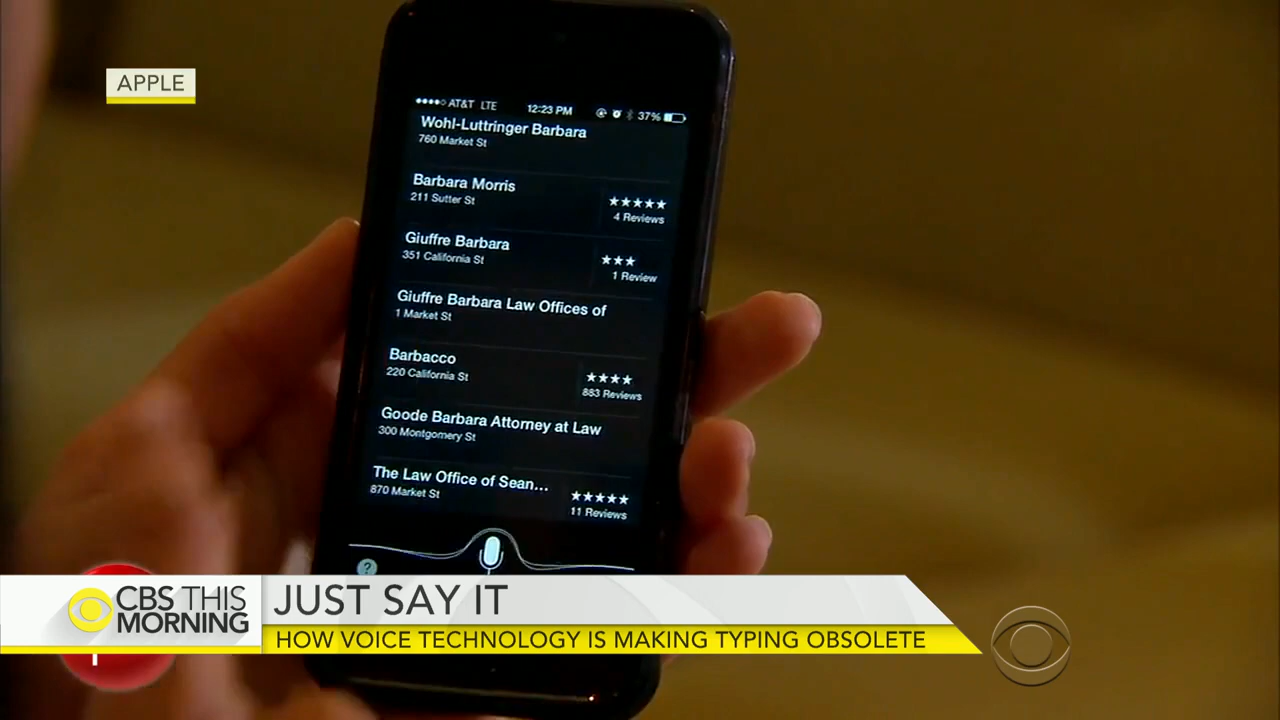 APPLE
AT&T LTE 12:23 PM 37%
Wohl-Luttringer Barbara
760 Market St
Barbara Morris
211 Sutter St
★★★★★
4 Reviews
Giuffre Barbara
351 California St
★★★
1 Review
Giuffre Barbara Law Offices of
1 Market St
Barbacco
220 California St
★★★★
883 Reviews
Goode Barbara Attorney at Law
300 Montgomery St
The Law Office of Sean...
870 Market St
★★★★★
11 Reviews
?
CBS THIS
MORNING
JUST SAY IT
HOW VOICE TECHNOLOGY IS MAKING TYPING OBSOLETE